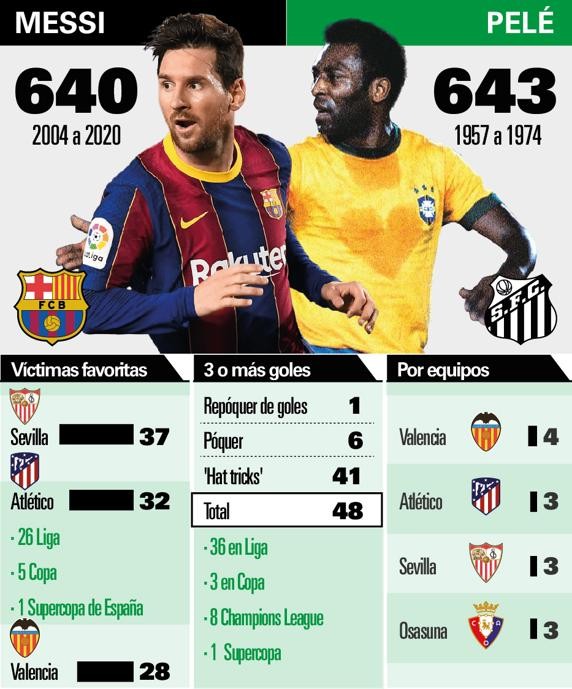 MESSI
PELÉ
640
2004 a 2020
643
1957 a 1974
LaLiga
Rakuten
FCB
S.F.C.
Víctimas favoritas
Sevilla 37
Atlético 32
· 26 Liga
· 5 Copa
· 1 Supercopa de España
Valencia 28
3 o más goles
Repóquer de goles 1
Póquer 6
'Hat tricks' 41
Total 48
· 36 en Liga
· 3 en Copa
· 8 Champions League
· 1 Supercopa
Por equipos
Valencia 4
Atlético 3
Sevilla 3
Osasuna 3